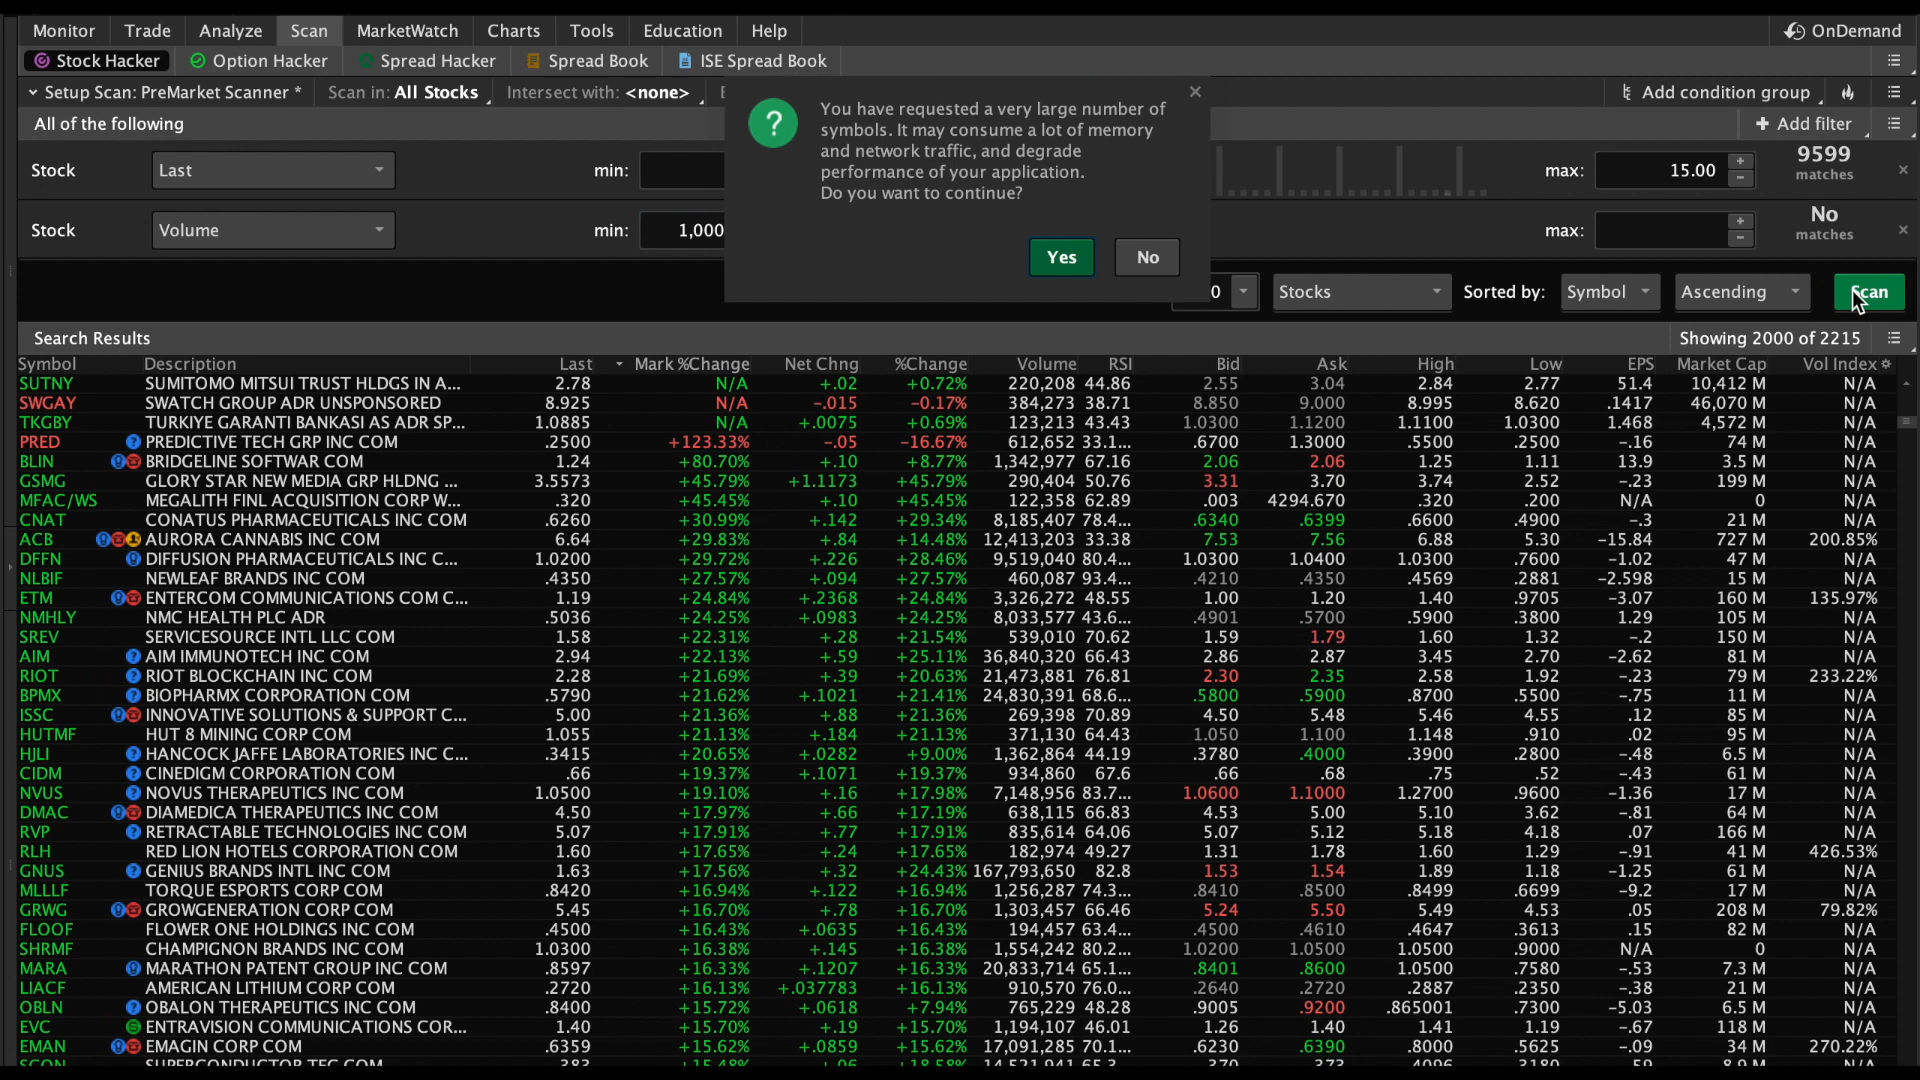 Monitor Trade Analyze Scan MarketWatch Charts Tools Education Help OnDemand
Stock Hacker Option Hacker Spread Hacker Spread Book ISE Spread Book
Setup Scan: PreMarket Scanner * Scan in: All Stocks Intersect with: <none> Add condition group
You have requested a very large number of
symbols. It may consume a lot of memory
and network traffic, and degrade
performance of your application.
Do you want to continue?
Yes No
All of the following Add filter
Stock Last min: max: 15.00 9599 matches
Stock Volume min: 1,000 max: No matches
0 Stocks Sorted by: Symbol Ascending Scan
Search Results Showing 2000 of 2215
Symbol Description Last Mark %Change Net Chng %Change Volume RSI Bid Ask High Low EPS Market Cap Vol Index
SUTNY SUMITOMO MITSUI TRUST HLDGS IN A... 2.78 N/A +.02 +0.72% 220,208 44.86 2.55 3.04 2.84 2.77 51.4 10,412 M N/A
SWGAY SWATCH GROUP ADR UNSPONSORED 8.925 N/A -.015 -0.17% 384,273 38.71 8.850 9.000 8.995 8.620 .1417 46,070 M N/A
TKGBY TURKIYE GARANTI BANKASI AS ADR SP... 1.0885 N/A +.0075 +0.69% 123,213 43.43 1.0300 1.1200 1.1100 1.0300 1.468 4,572 M N/A
PRED PREDICTIVE TECH GRP INC COM .2500 +123.33% -.05 -16.67% 612,652 33.1... .6700 1.3000 .5500 .2500 -.16 74 M N/A
BLIN BRIDGELINE SOFTWAR COM 1.24 +80.70% +.10 +8.77% 1,342,977 67.16 2.06 2.06 1.25 1.11 13.9 3.5 M N/A
GSMG GLORY STAR NEW MEDIA GRP HLDNG ... 3.5573 +45.79% +1.1173 +45.79% 290,404 50.76 3.31 3.70 3.74 2.52 -.23 199 M N/A
MFAC/WS MEGALITH FINL ACQUISITION CORP W... .320 +45.45% +.10 +45.45% 122,358 62.89 .003 4294.670 .320 .200 N/A 0 N/A
CNAT CONATUS PHARMACEUTICALS INC COM .6260 +30.99% +.142 +29.34% 8,185,407 78.4... .6340 .6399 .6600 .4900 -.3 21 M N/A
ACB AURORA CANNABIS INC COM 6.64 +29.83% +.84 +14.48% 12,413,203 33.38 7.53 7.56 6.88 5.30 -15.84 727 M 200.85%
DFFN DIFFUSION PHARMACEUTICALS INC C... 1.0200 +29.72% +.226 +28.46% 9,519,040 80.4... 1.0300 1.0400 1.0300 .7600 -1.02 47 M N/A
NLBIF NEWLEAF BRANDS INC COM .4350 +27.57% +.094 +27.57% 460,087 93.4... .4210 .4350 .4569 .2881 -2.598 15 M N/A
ETM ENTERCOM COMMUNICATIONS COM C... 1.19 +24.84% +.2368 +24.84% 3,326,272 48.55 1.00 1.20 1.40 .9705 -3.07 160 M 135.97%
NMHLY NMC HEALTH PLC ADR .5036 +24.25% +.0983 +24.25% 8,033,577 43.6... .4901 .5700 .5900 .3800 1.29 105 M N/A
SREV SERVICESOURCE INTL LLC COM 1.58 +22.31% +.28 +21.54% 539,010 70.62 1.59 1.79 1.60 1.32 -.2 150 M N/A
AIM AIM IMMUNOTECH INC COM 2.94 +22.13% +.59 +25.11% 36,840,320 66.43 2.86 2.87 3.45 2.70 -2.62 81 M N/A
RIOT RIOT BLOCKCHAIN INC COM 2.28 +21.69% +.39 +20.63% 21,473,881 76.81 2.30 2.35 2.58 1.92 -.23 79 M 233.22%
BPMX BIOPHARMX CORPORATION COM .5790 +21.62% +.1021 +21.41% 24,830,391 68.6... .5800 .5900 .8700 .5500 -.75 11 M N/A
ISSC INNOVATIVE SOLUTIONS & SUPPORT C... 5.00 +21.36% +.88 +21.36% 269,398 70.89 4.50 5.48 5.46 4.55 .12 85 M N/A
HUTMF HUT 8 MINING CORP COM 1.055 +21.13% +.184 +21.13% 371,130 64.43 1.050 1.100 1.148 .910 .02 95 M N/A
HJLI HANCOCK JAFFE LABORATORIES INC C... .3415 +20.65% +.0282 +9.00% 1,362,864 44.19 .3780 .4000 .3900 .2800 -.48 6.5 M N/A
CIDM CINEDIGM CORPORATION COM .66 +19.37% +.1071 +19.37% 934,860 67.6 .66 .68 .75 .52 -.43 61 M N/A
NVUS NOVUS THERAPEUTICS INC COM 1.0500 +19.10% +.16 +17.98% 7,148,956 83.7... 1.0600 1.1000 1.2700 .9600 -1.36 17 M N/A
DMAC DIAMEDICA THERAPEUTICS INC COM 4.50 +17.97% +.66 +17.19% 638,115 66.83 4.53 5.00 5.10 3.62 -.81 64 M N/A
RVP RETRACTABLE TECHNOLOGIES INC COM 5.07 +17.91% +.77 +17.91% 835,614 64.06 5.07 5.12 5.18 4.18 .07 166 M N/A
RLH RED LION HOTELS CORPORATION COM 1.60 +17.65% +.24 +17.65% 182,974 49.27 1.31 1.78 1.60 1.29 -.91 41 M 426.53%
GNUS GENIUS BRANDS INTL INC COM 1.63 +17.56% +.32 +24.43% 167,793,650 82.8 1.53 1.54 1.89 1.18 -1.25 61 M N/A
MLLLF TORQUE ESPORTS CORP COM .8420 +16.94% +.122 +16.94% 1,256,287 74.3... .8410 .8500 .8499 .6699 -9.2 17 M N/A
GRWG GROWGENERATION CORP COM 5.45 +16.70% +.78 +16.70% 1,303,457 66.46 5.24 5.50 5.49 4.53 .05 208 M 79.82%
FLOOF FLOWER ONE HOLDINGS INC COM .4500 +16.43% +.0635 +16.43% 194,457 63.4... .4500 .4610 .4647 .3613 .15 82 M N/A
SHRMF CHAMPIGNON BRANDS INC COM 1.0300 +16.38% +.145 +16.38% 1,554,242 80.2... 1.0200 1.0500 1.0500 .9000 N/A 0 N/A
MARA MARATHON PATENT GROUP INC COM .8597 +16.33% +.1207 +16.33% 20,833,714 65.1... .8401 .8600 1.0500 .7580 -.53 7.3 M N/A
LIACF AMERICAN LITHIUM CORP COM .2720 +16.13% +.037783 +16.13% 910,570 76.0... .2640 .2720 .2887 .2350 -.38 21 M N/A
OBLN OBALON THERAPEUTICS INC COM .8400 +15.72% +.0618 +7.94% 765,229 48.28 .9005 .9200 .865001 .7300 -5.03 6.5 M N/A
EVC ENTRAVISION COMMUNICATIONS COR... 1.40 +15.70% +.19 +15.70% 1,194,107 46.01 1.26 1.40 1.41 1.19 -.67 118 M N/A
EMAN EMAGIN CORP COM .6359 +15.62% +.0859 +15.62% 17,091,285 70.1... .6230 .6390 .8000 .5625 -.09 34 M 270.22%